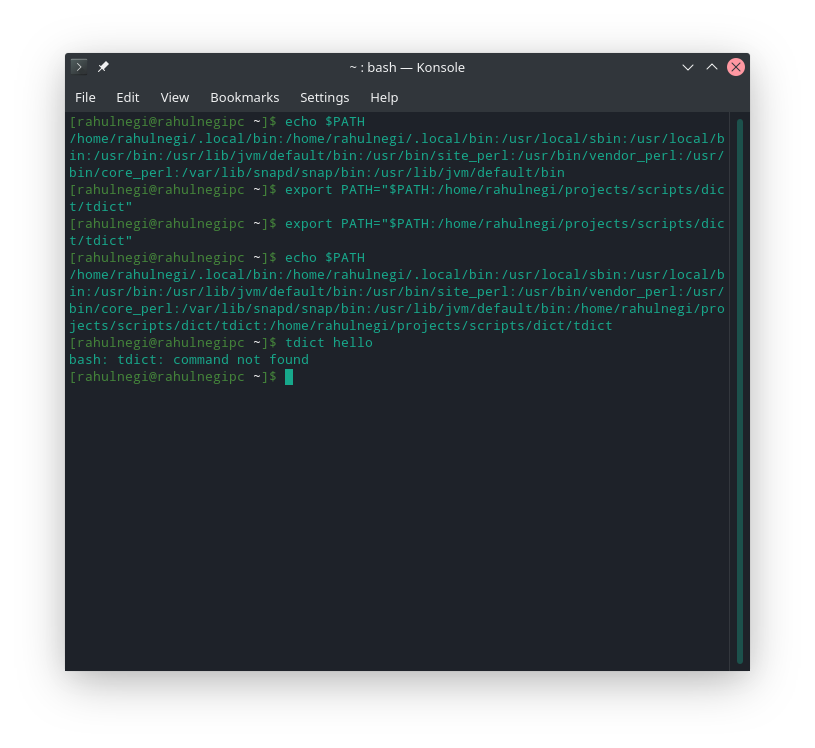 ~ : bash — Konsole
File Edit View Bookmarks Settings Help
[rahulnegi@rahulnegipc ~]$ echo $PATH
/home/rahulnegi/.local/bin:/home/rahulnegi/.local/bin:/usr/local/sbin:/usr/local/b
in:/usr/bin:/usr/lib/jvm/default/bin:/usr/bin/site_perl:/usr/bin/vendor_perl:/usr/
bin/core_perl:/var/lib/snapd/snap/bin:/usr/lib/jvm/default/bin
[rahulnegi@rahulnegipc ~]$ export PATH="$PATH:/home/rahulnegi/projects/scripts/dic
t/tdict"
[rahulnegi@rahulnegipc ~]$ export PATH="$PATH:/home/rahulnegi/projects/scripts/dic
t/tdict"
[rahulnegi@rahulnegipc ~]$ echo $PATH
/home/rahulnegi/.local/bin:/home/rahulnegi/.local/bin:/usr/local/sbin:/usr/local/b
in:/usr/bin:/usr/lib/jvm/default/bin:/usr/bin/site_perl:/usr/bin/vendor_perl:/usr/
bin/core_perl:/var/lib/snapd/snap/bin:/usr/lib/jvm/default/bin:/home/rahulnegi/pro
jects/scripts/dict/tdict:/home/rahulnegi/projects/scripts/dict/tdict
[rahulnegi@rahulnegipc ~]$ tdict hello
bash: tdict: command not found
[rahulnegi@rahulnegipc ~]$